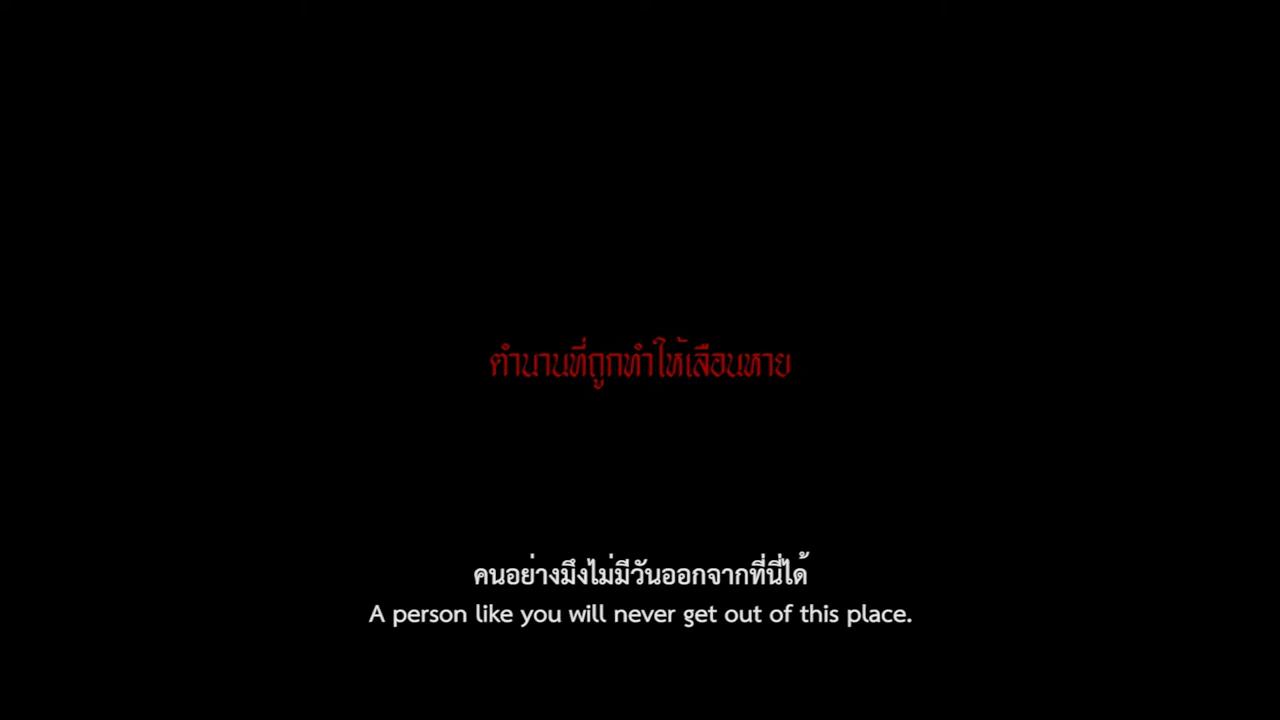 ตำนานที่ถูกทำให้เลือนหาย
คนอย่างมึงไม่มีวันออกจากที่นี่ได้
A person like you will never get out of this place.